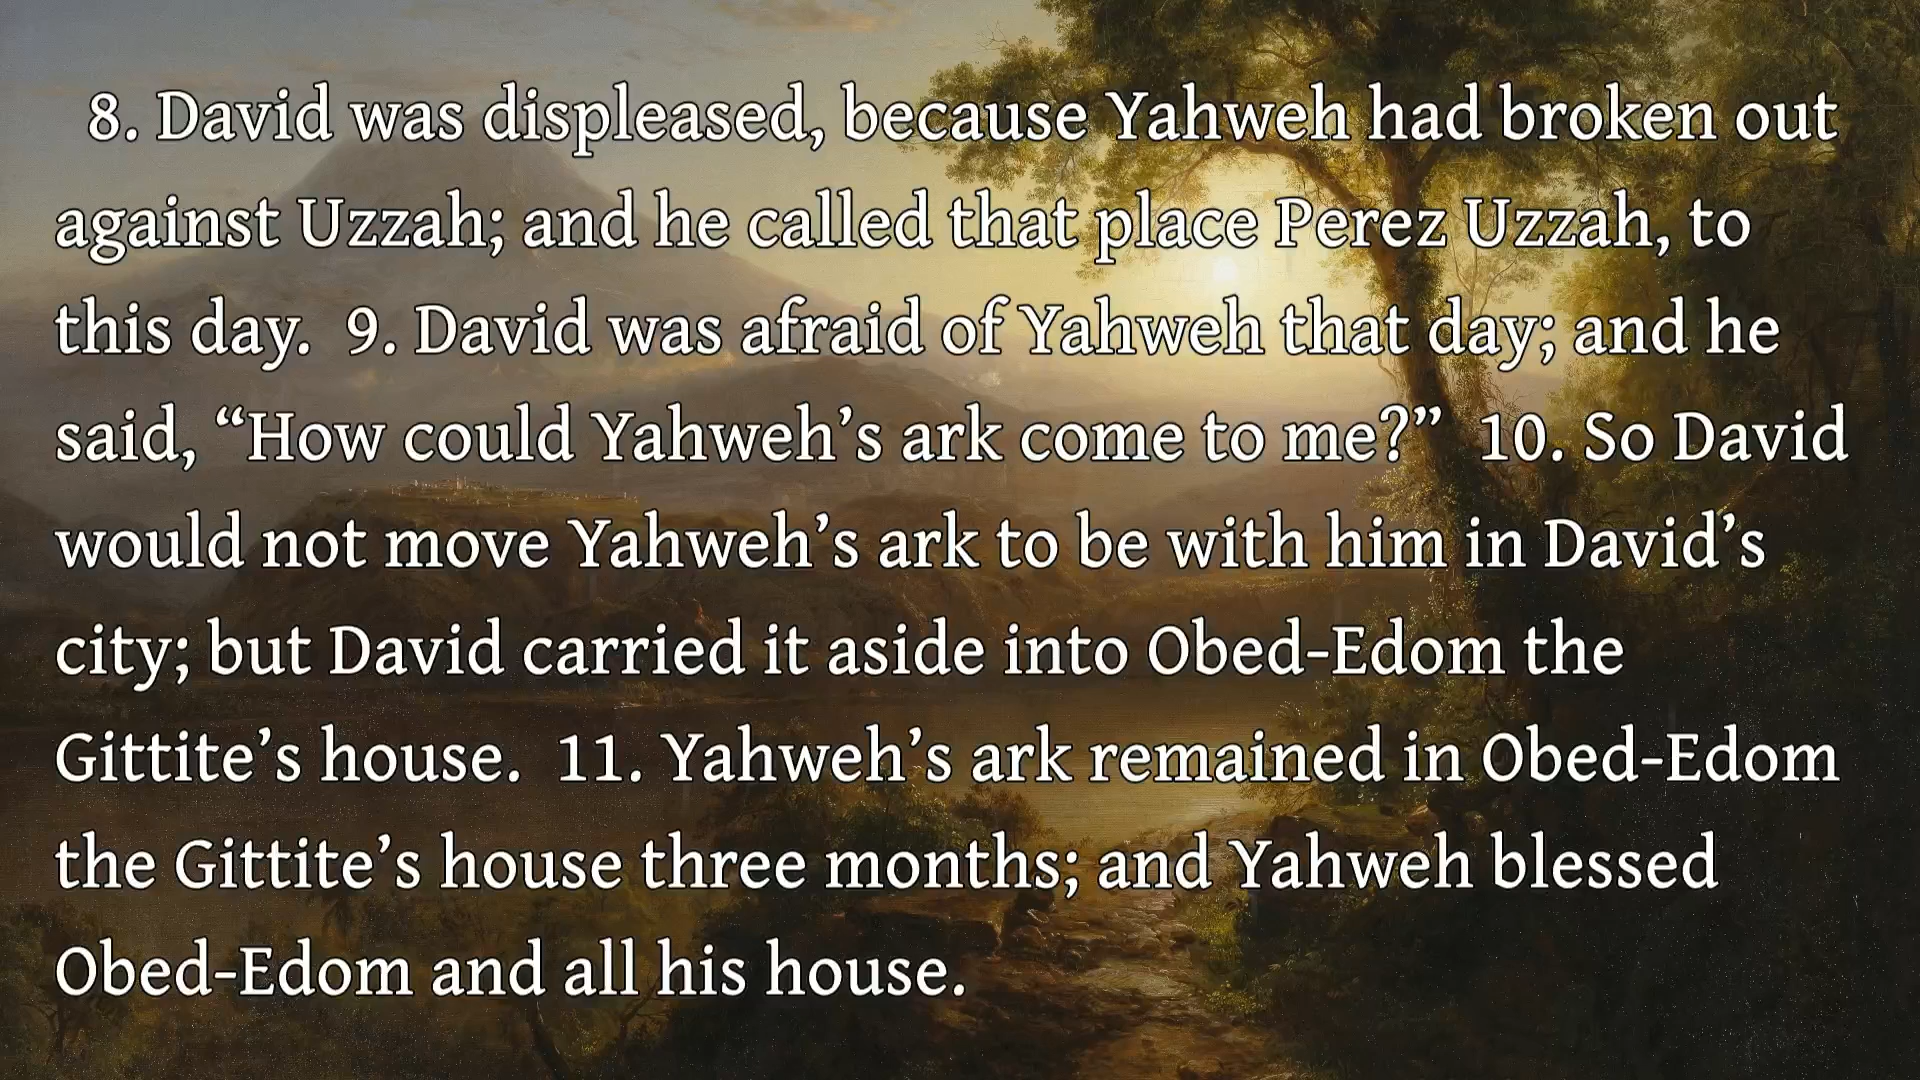 8. David was displeased, because Yahweh had broken out
against Uzzah; and he called that place Perez Uzzah, to
this day.  9. David was afraid of Yahweh that day; and he
said, “How could Yahweh’s ark come to me?”  10. So David
would not move Yahweh’s ark to be with him in David’s
city; but David carried it aside into Obed-Edom the
Gittite’s house.  11. Yahweh’s ark remained in Obed-Edom
the Gittite’s house three months; and Yahweh blessed
Obed-Edom and all his house.